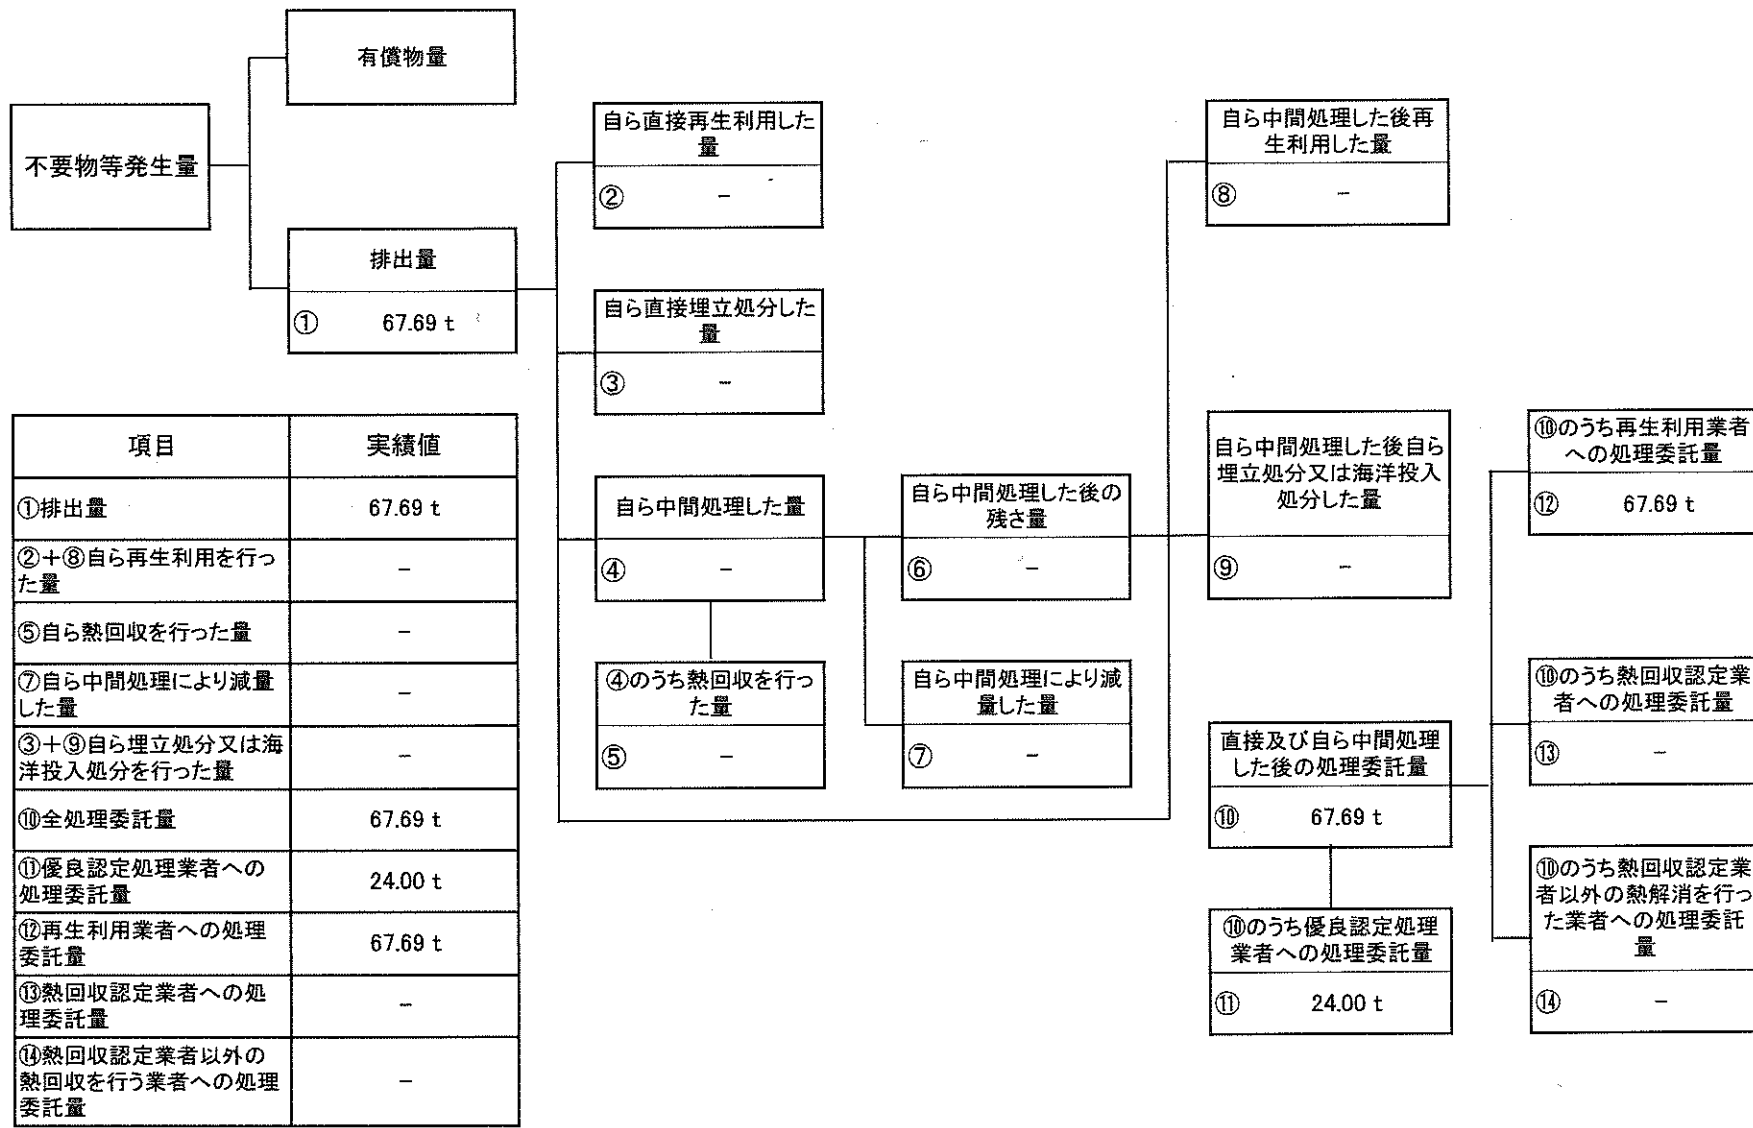 有償物量
不要物等発生量
排出量
① 67.69 t
自ら直接再生利用した
量
② －
自ら直接埋立処分した
量
③ －
自ら中間処理した量
④ －
④のうち熱回収を行っ
た量
⑤ －
自ら中間処理した後の
残さ量
⑥ －
自ら中間処理により減
量した量
⑦ －
自ら中間処理した後再
生利用した量
⑧ －
自ら中間処理した後自ら
埋立処分又は海洋投入
処分した量
⑨ －
直接及び自ら中間処理
した後の処理委託量
⑩ 67.69 t
⑩のうち優良認定処理
業者への処理委託量
⑪ 24.00 t
⑩のうち再生利用業者
への処理委託量
⑫ 67.69 t
⑩のうち熱回収認定業
者への処理委託量
⑬ －
⑩のうち熱回収認定業
者以外の熱解消を行っ
た業者への処理委託
量
⑭ －
項目 実績値
①排出量 67.69 t
②＋⑧自ら再生利用を行っ
た量 －
⑤自ら熱回収を行った量 －
⑦自ら中間処理により減量
した量 －
③＋⑨自ら埋立処分又は海
洋投入処分を行った量 －
⑩全処理委託量 67.69 t
⑪優良認定処理業者への
処理委託量 24.00 t
⑫再生利用業者への処理
委託量 67.69 t
⑬熱回収認定業者への処
理委託量 －
⑭熱回収認定業者以外の
熱回収を行う業者への処理
委託量 －